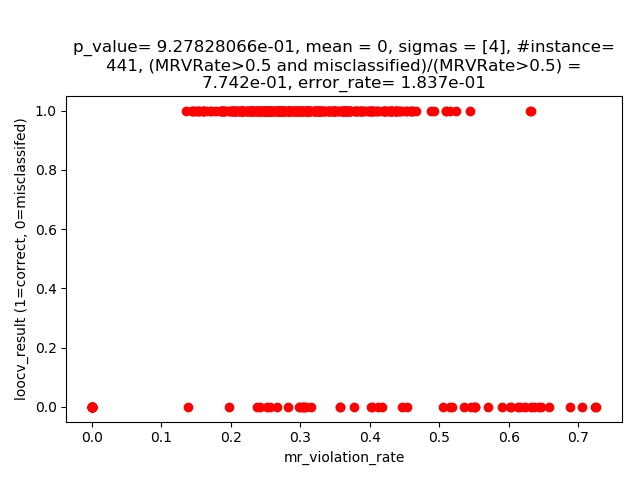 p_value= 9.27828066e-01, mean = 0, sigmas = [4], #instance=
441, (MRVRate>0.5 and misclassified)/(MRVRate>0.5) =
7.742e-01, error_rate= 1.837e-01
loocv_result (1=correct, 0=misclassifed)
1.0
0.8
0.6
0.4
0.2
0.0
0.0 0.1 0.2 0.3 0.4 0.5 0.6 0.7
mr_violation_rate